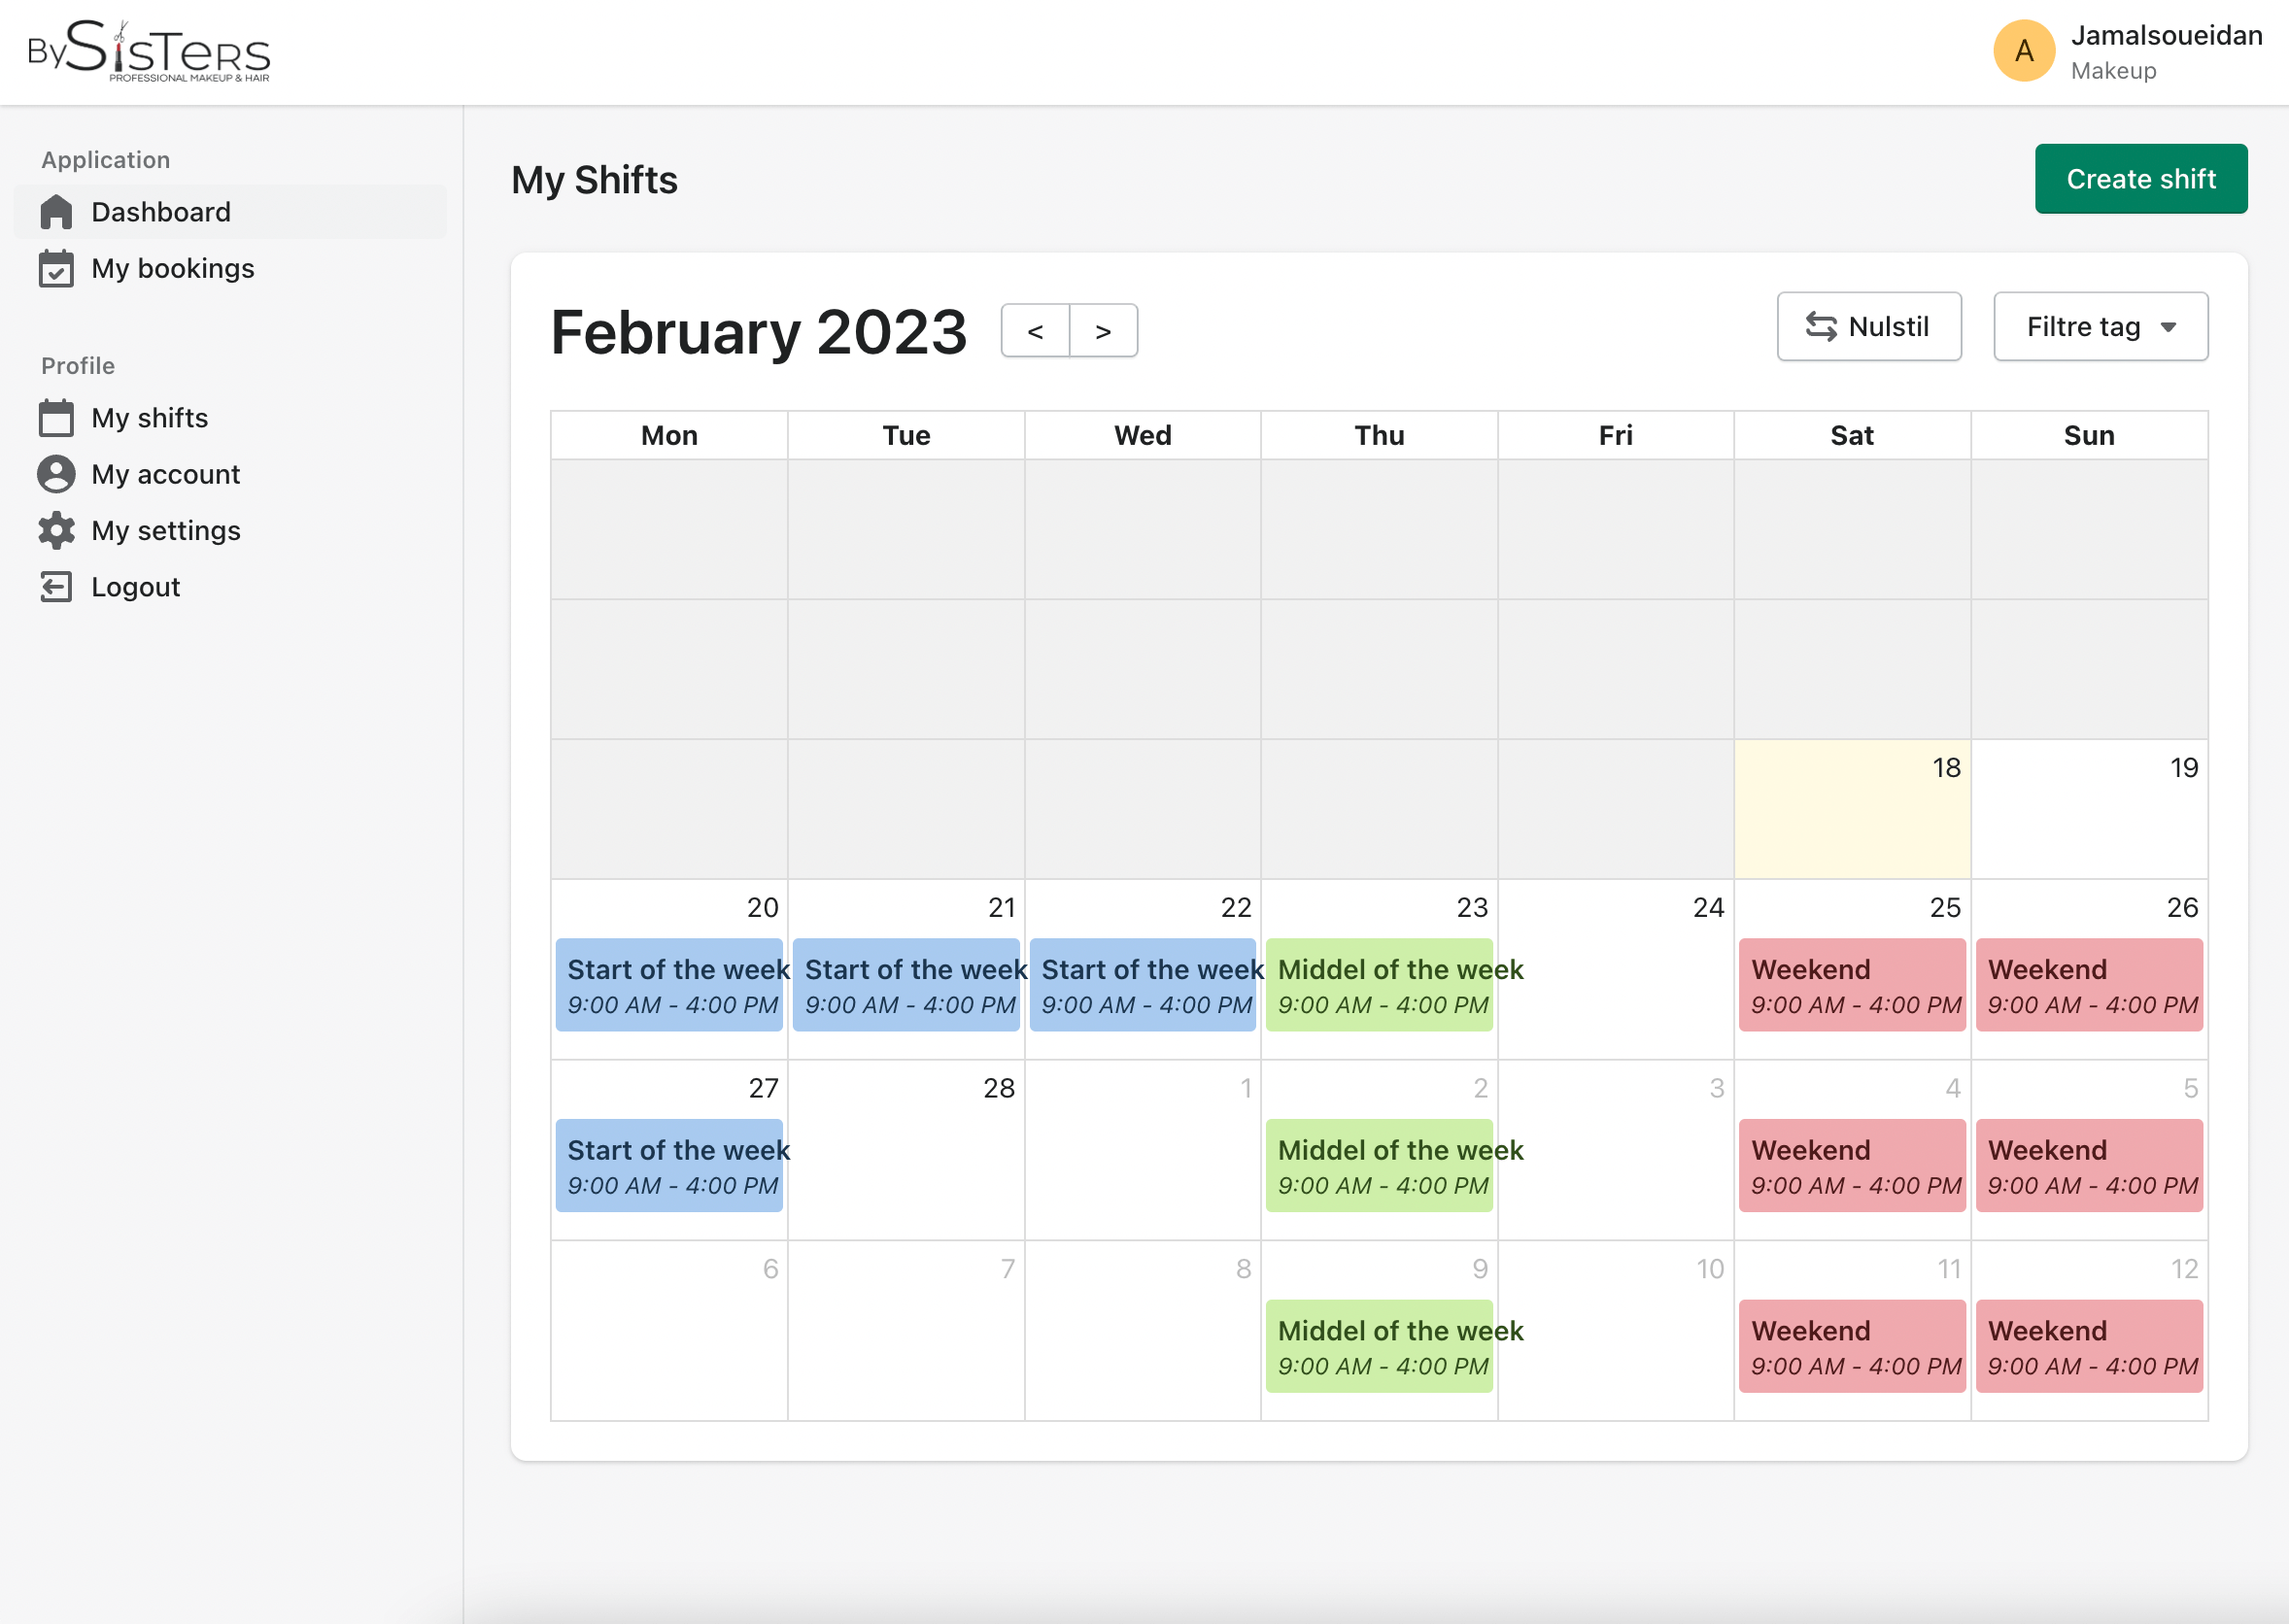 BySisTers
PROFESSIONAL MAKEUP & HAIR
A
Jamalsoueidan
Makeup
Application
Dashboard
My bookings
Profile
My shifts
My account
My settings
Logout
My Shifts
Create shift
February 2023
< >
Nulstil
Filtre tag
Mon Tue Wed Thu Fri Sat Sun
18 19
20 21 22 23 24 25 26
Start of the week Start of the week Start of the week Middel of the week Weekend Weekend
9:00 AM - 4:00 PM 9:00 AM - 4:00 PM 9:00 AM - 4:00 PM 9:00 AM - 4:00 PM 9:00 AM - 4:00 PM 9:00 AM - 4:00 PM
27 28 1 2 3 4 5
Start of the week Middel of the week Weekend Weekend
9:00 AM - 4:00 PM 9:00 AM - 4:00 PM 9:00 AM - 4:00 PM 9:00 AM - 4:00 PM
6 7 8 9 10 11 12
Middel of the week Weekend Weekend
9:00 AM - 4:00 PM 9:00 AM - 4:00 PM 9:00 AM - 4:00 PM